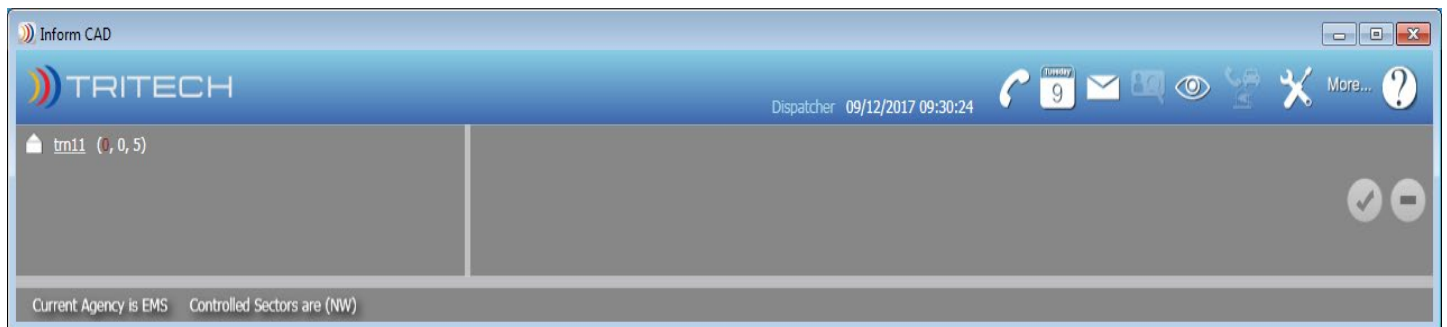 Inform CAD
TRITECH
Dispatcher 09/12/2017 09:30:24
Tuesday
9
More...
?
trn11 (0, 0, 5)
Current Agency is EMS Controlled Sectors are (NW)